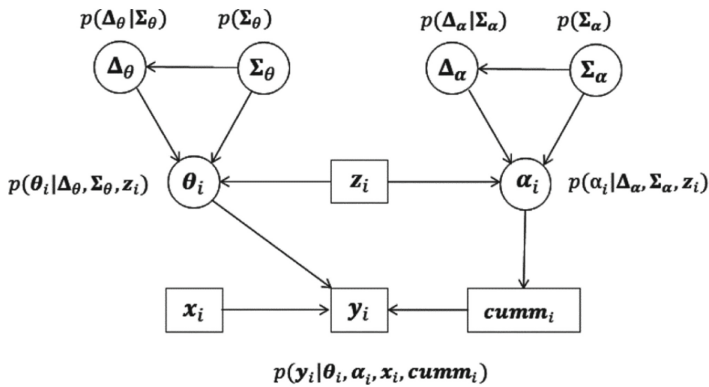 p(𝚫θ|𝚺θ) p(𝚺θ) p(𝚫α|𝚺α) p(𝚺α)
𝚫θ 𝚺θ 𝚫α 𝚺α
p(θi|𝚫θ, 𝚺θ, zi) θi zi αi p(αi|𝚫α, 𝚺α, zi)
xi yi cummi
p(yi|θi, αi, xi, cummi)